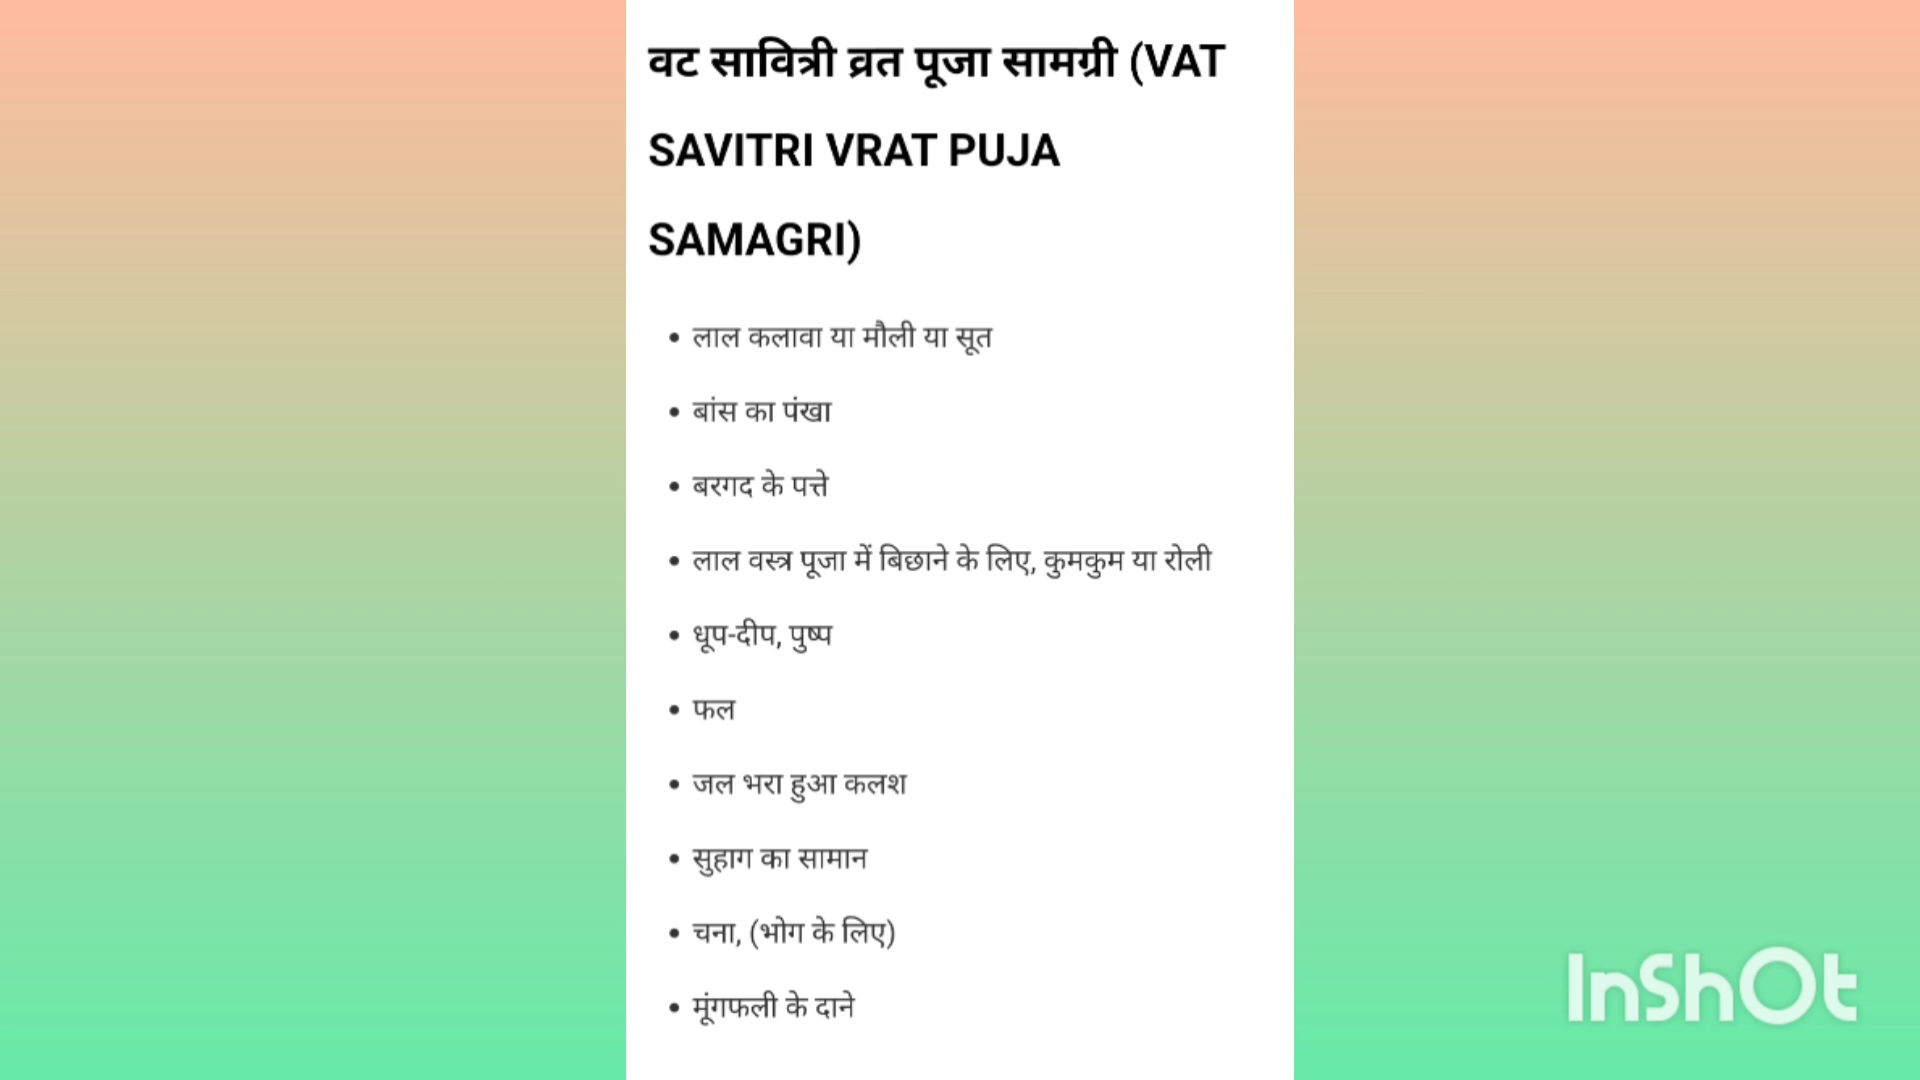 वट सावित्री व्रत पूजा सामग्री (VAT
SAVITRI VRAT PUJA
SAMAGRI)
• लाल कलावा या मौली या सूत
• बांस का पंखा
• बरगद के पत्ते
• लाल वस्त्र पूजा में बिछाने के लिए, कुमकुम या रोली
• धूप-दीप, पुष्प
• फल
• जल भरा हुआ कलश
• सुहाग का सामान
• चना, (भोग के लिए)
• मूंगफली के दाने
InShOt